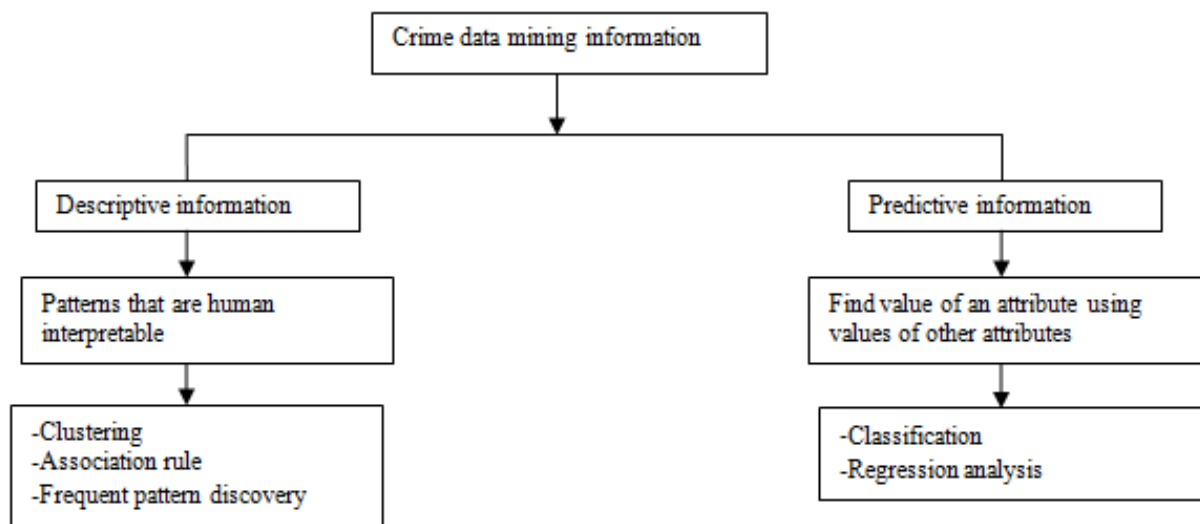 Crime data mining information
Descriptive information
Predictive information
Patterns that are human
interpretable
Find value of an attribute using
values of other attributes
-Clustering
-Association rule
-Frequent pattern discovery
-Classification
-Regression analysis